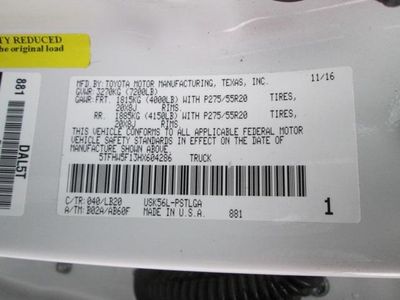 TY REDUCED
the original load
881
DAL5T
MFD. BY: TOYOTA MOTOR MANUFACTURING, TEXAS, INC. 11/16
GVWR: 3270KG (7200LB)
GAWR: FRT. 1815KG (4000LB) WITH P275/55R20 TIRES,
20X8J RIMS.
RR. 1885KG (4150LB) WITH P275/55R20 TIRES,
20X8J RIMS.
THIS VEHICLE CONFORMS TO ALL APPLICABLE FEDERAL MOTOR
VEHICLE SAFETY STANDARDS IN EFFECT ON THE DATE OF
MANUFACTURE SHOWN ABOVE.
5TFHW5F13HX604286 TRUCK
C/TR: 040/LB20 USK56L-PSTLGA
A/TM: B02A/AB60F MADE IN U.S.A. 881 1